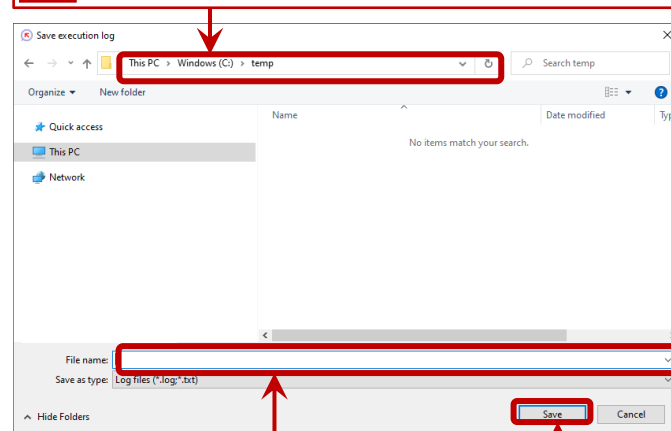 Save execution log
This PC > Windows (C:) > temp
Search temp
Organize
New folder
Name
Date modified
Typ
Quick access
No items match your search.
This PC
Network
File name:
Save as type: Log files (*.log;*.txt)
Hide Folders
Save
Cancel